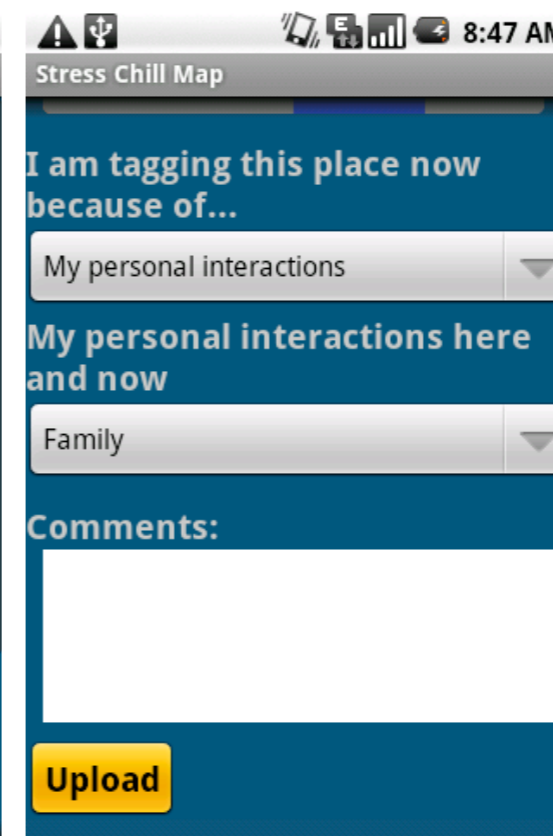 E
8:47 AM
Stress Chill Map
I am tagging this place now
because of...
My personal interactions
My personal interactions here
and now
Family
Comments:
Upload